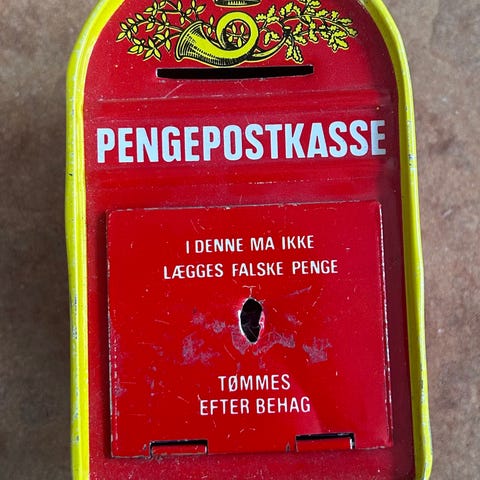 PENGEPOSTKASSE
I DENNE MA IKKE
LÆGGES FALSKE PENGE
TØMMES
EFTER BEHAG